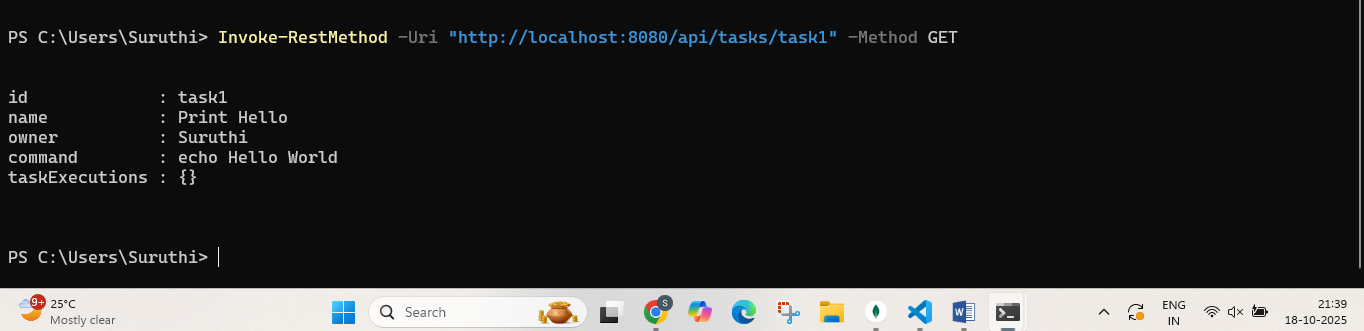 PS C:\Users\Suruthi> Invoke-RestMethod -Uri "http://localhost:8080/api/tasks/task1" -Method GET
id : task1
name : Print Hello
owner : Suruthi
command : echo Hello World
taskExecutions : {}
PS C:\Users\Suruthi>
9+
25°C
Mostly clear
Search
S
ENG
IN
21:39
18-10-2025